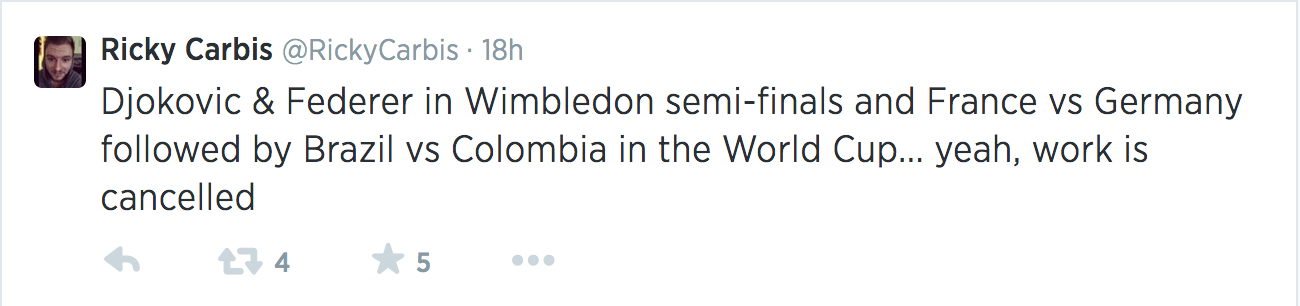 Ricky Carbis @RickyCarbis · 18h
Djokovic & Federer in Wimbledon semi-finals and France vs Germany
followed by Brazil vs Colombia in the World Cup... yeah, work is
cancelled
4 5